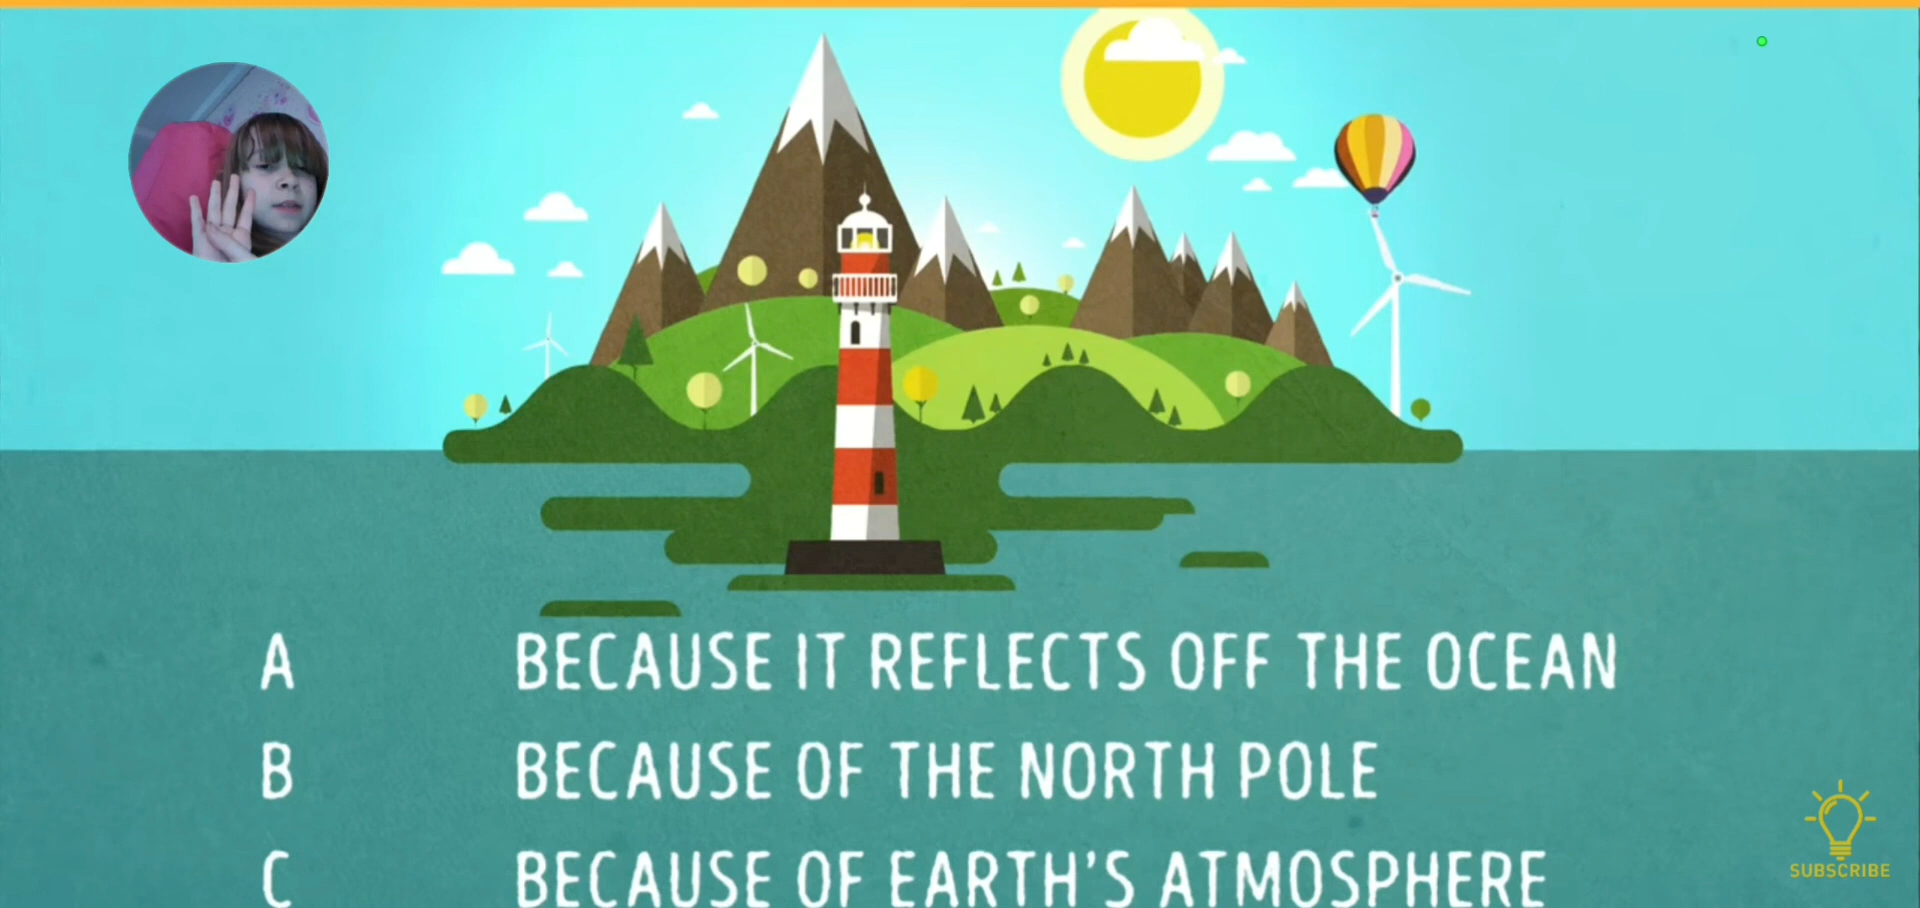 A BECAUSE IT REFLECTS OFF THE OCEAN
B BECAUSE OF THE NORTH POLE
C BECAUSE OF EARTH'S ATMOSPHERE
SUBSCRIBE